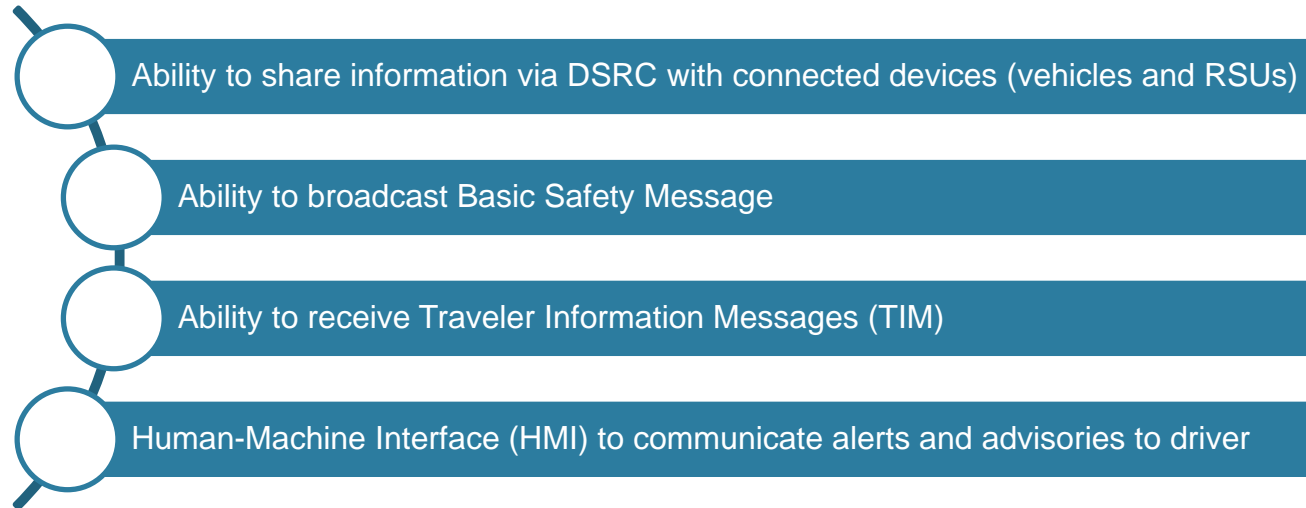 Ability to share information via DSRC with connected devices (vehicles and RSUs)
Ability to broadcast Basic Safety Message
Ability to receive Traveler Information Messages (TIM)
Human-Machine Interface (HMI) to communicate alerts and advisories to driver